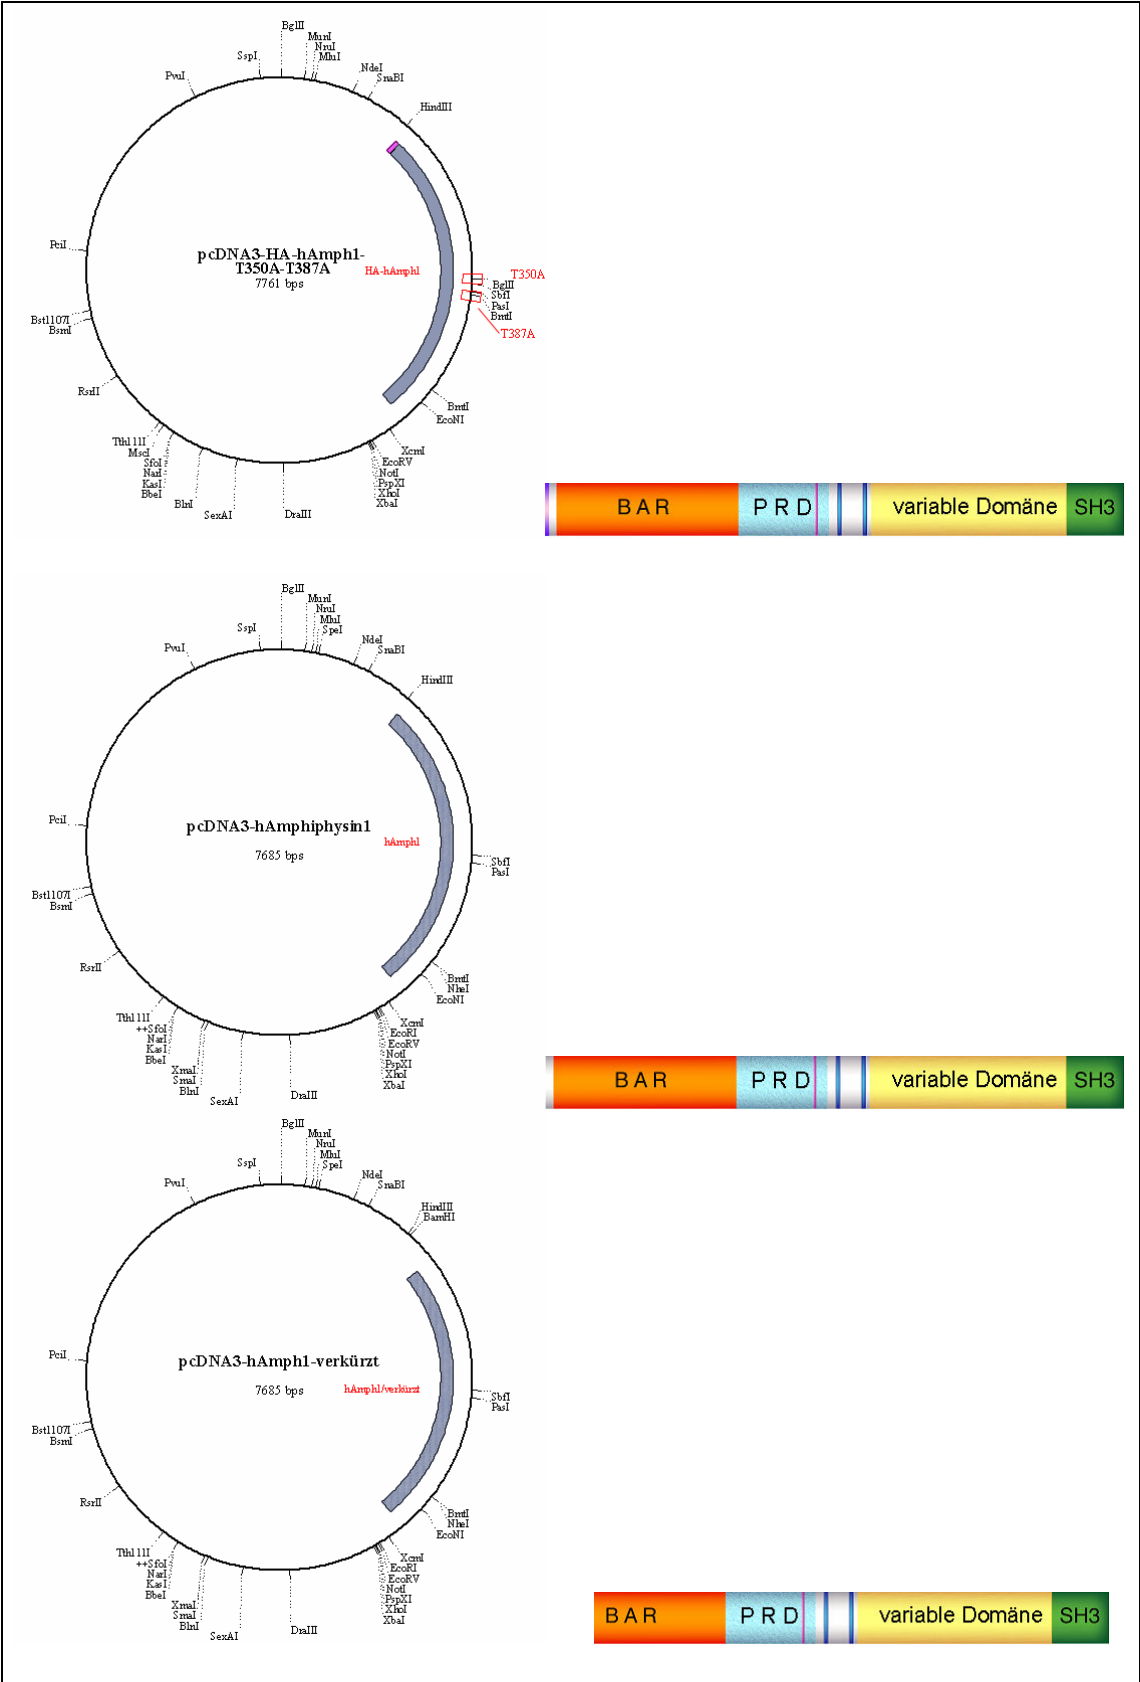 BglII
MunI
NruI
MluI
SspI
PvuI
NdeI
SnaBI
HindIII
PciI
pcDNA3-HA-hAmph1-
T350A-T387A
7761 bps
HA-hAmph1
T350A
BglII
SbfI
PasI
BmtI
T387A
Bst1107I
BsmI
RsrII
Tth111I
MscI
SfoI
NarI
KasI
BbeI
BlnI
SexAI
DraIII
BmtI
EcoNI
XcmI
EcoRV
NotI
PspXI
XhoI
XbaI
BAR PRD variable Domäne SH3
BglII
MunI
NruI
MluI
SpeI
SspI
PvuI
NdeI
SnaBI
HindIII
PciI
pcDNA3-hAmphiphysin1
7685 bps
hAmph1
SbfI
PasI
Bst1107I
BsmI
RsrII
Tth111I
++SfoI
NarI
KasI
BbeI
XmaI
SmaI
BlnI
SexAI
DraIII
BmtI
NheI
EcoNI
XcmI
EcoRI
EcoRV
NotI
PspXI
XhoI
XbaI
BAR PRD variable Domäne SH3
BglII
MunI
NruI
MluI
SpeI
SspI
PvuI
NdeI
SnaBI
HindIII
BamHI
PciI
pcDNA3-hAmph1-verkürzt
7685 bps
hAmph1/verkürzt
SbfI
PasI
Bst1107I
BsmI
RsrII
Tth111I
++SfoI
NarI
KasI
BbeI
XmaI
SmaI
BlnI
SexAI
DraIII
BmtI
NheI
EcoNI
XcmI
EcoRI
EcoRV
NotI
PspXI
XhoI
XbaI
BAR PRD variable Domäne SH3